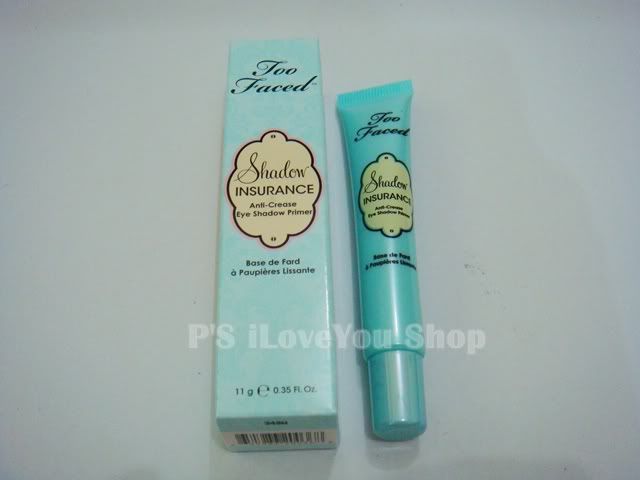 Too
Faced™
Shadow
INSURANCE
Anti-Crease
Eye Shadow Primer
Base de Fard
à Paupières Lissante
11 g ℮ 0.35 Fl. Oz.
Too
Faced
Shadow
INSURANCE
Anti-Crease
Eye Shadow Primer
Base de Fard
à Paupières Lissante
P'S iLoveYou Shop